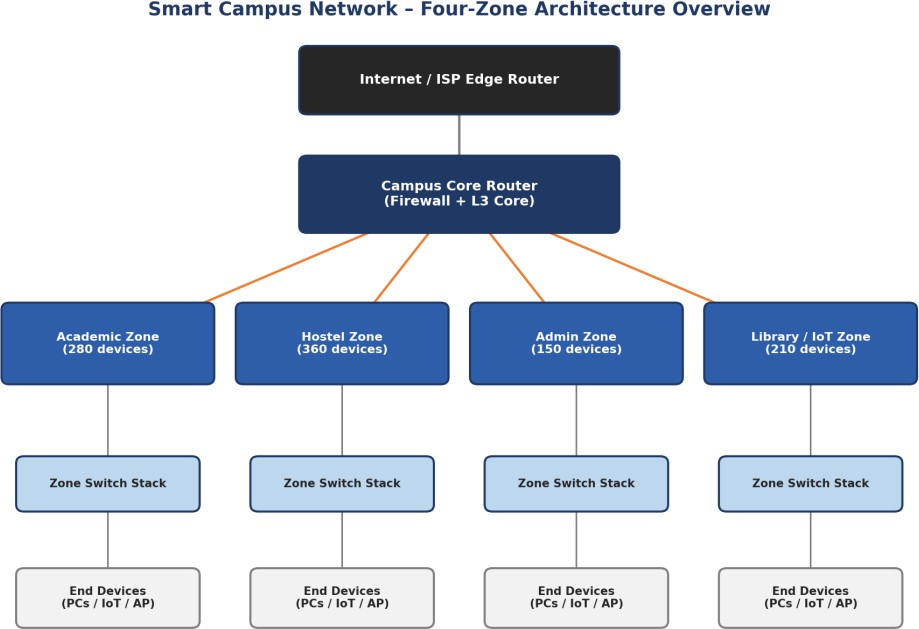 Smart Campus Network – Four-Zone Architecture Overview
Internet / ISP Edge Router
Campus Core Router
(Firewall + L3 Core)
Academic Zone
(280 devices)
Hostel Zone
(360 devices)
Admin Zone
(150 devices)
Library / IoT Zone
(210 devices)
Zone Switch Stack
Zone Switch Stack
Zone Switch Stack
Zone Switch Stack
End Devices
(PCs / IoT / AP)
End Devices
(PCs / IoT / AP)
End Devices
(PCs / IoT / AP)
End Devices
(PCs / IoT / AP)